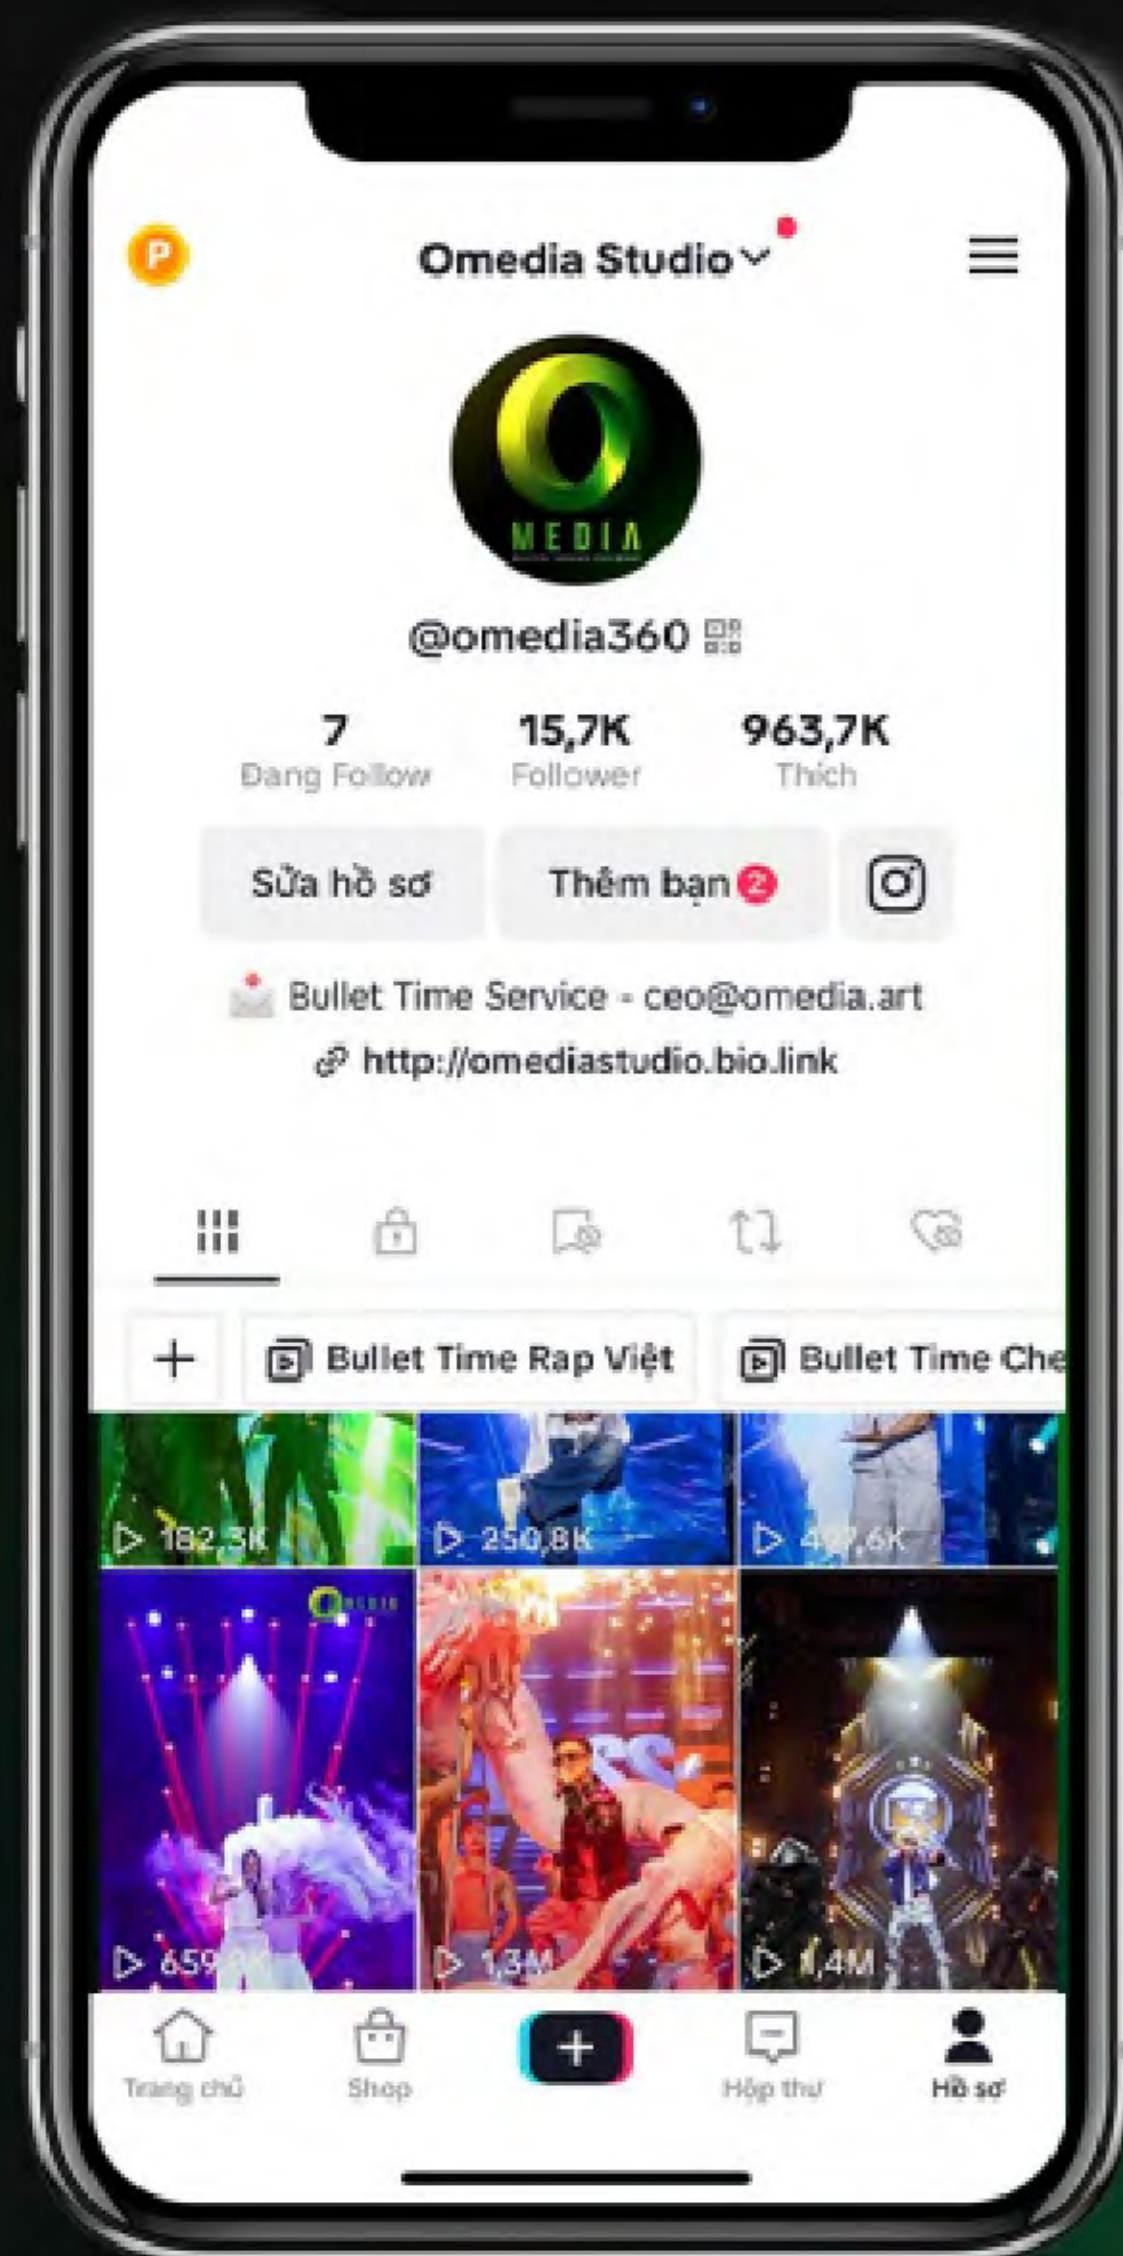 P
Omedia Studio
O
MEDIA
@omedia360
7 15,7K 963,7K
Đang Follow Follower Thích
Sửa hồ sơ Thêm bạn 2
Bullet Time Service - ceo@omedia.art
http://omediastudio.bio.link
+ Bullet Time Rap Việt Bullet Time Che
182,3K 250,8K
MEDIA
1,3M 1,4M
Trang chủ Shop Hộp thư Hồ sơ